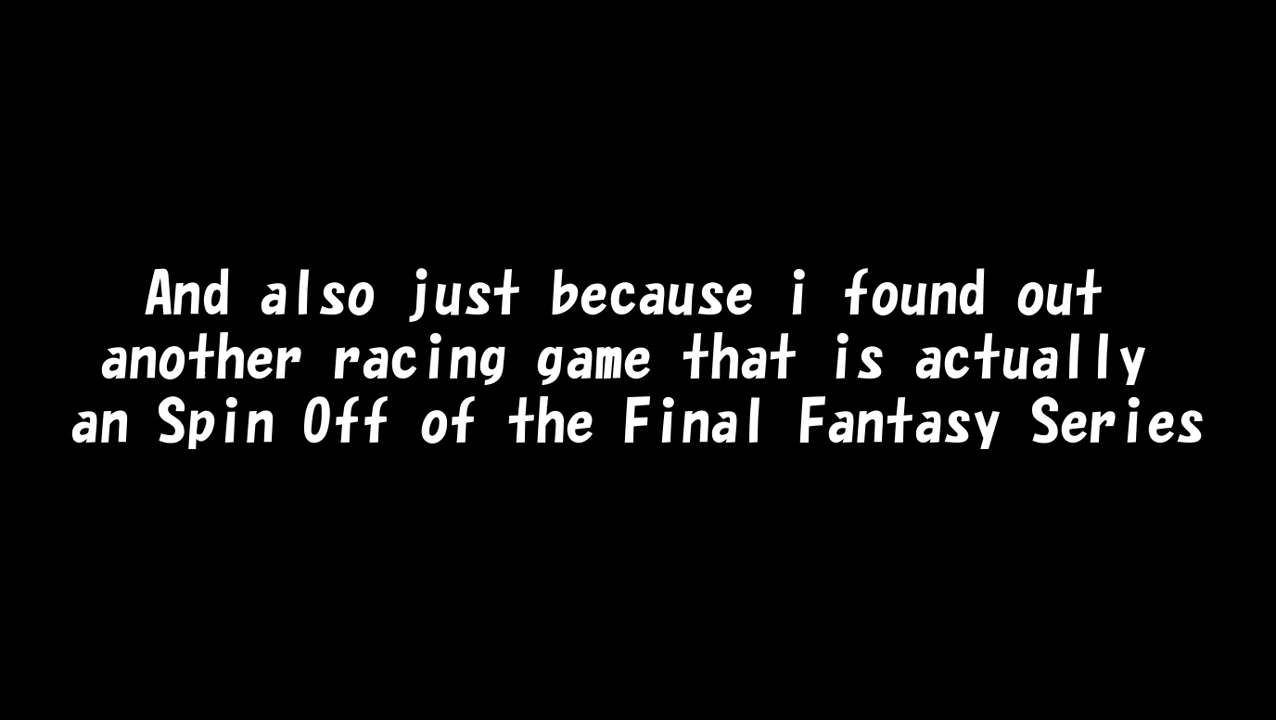 And also just because i found out
another racing game that is actually
an Spin Off of the Final Fantasy Series